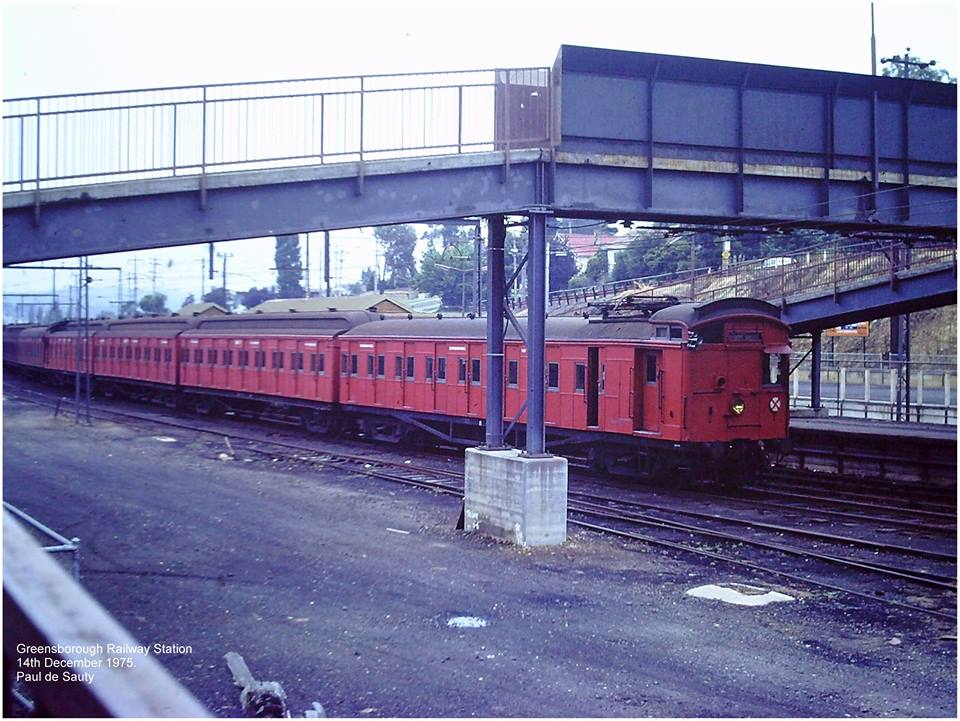 Greensborough Railway Station
14th December 1975.
Paul de Sauty